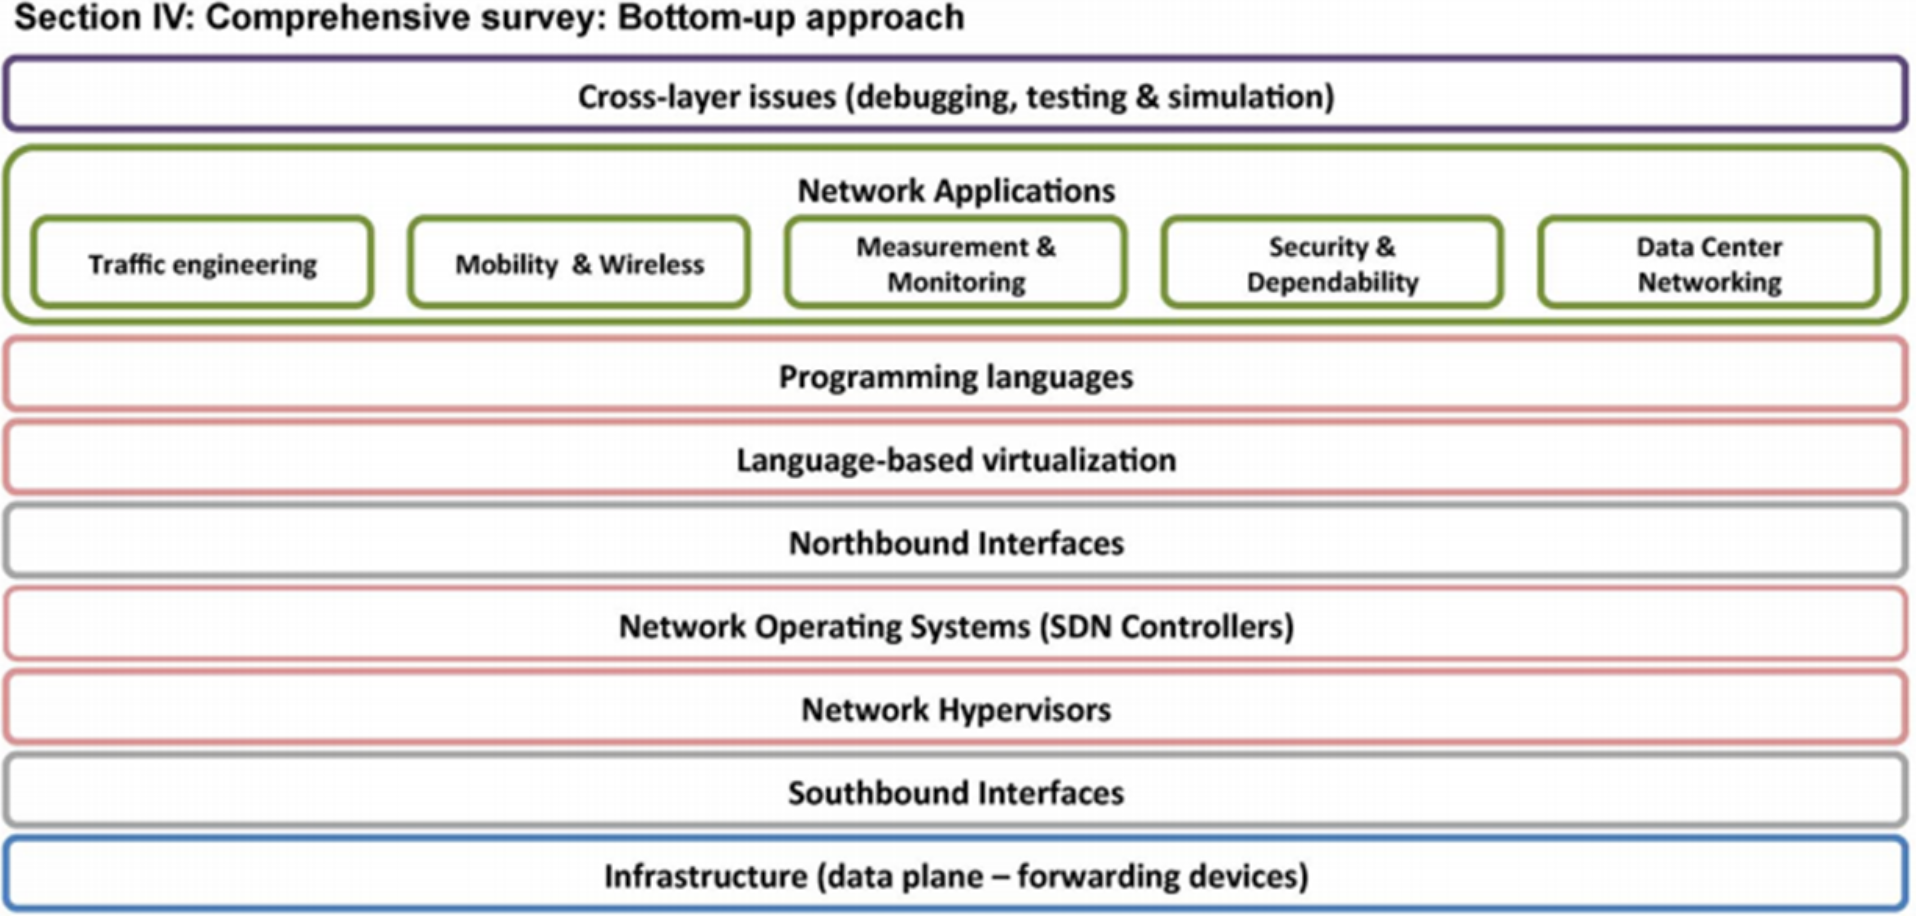 Section IV: Comprehensive survey: Bottom-up approach
Cross-layer issues (debugging, testing & simulation)
Network Applications
Traffic engineering
Mobility & Wireless
Measurement &
Monitoring
Security &
Dependability
Data Center
Networking
Programming languages
Language-based virtualization
Northbound Interfaces
Network Operating Systems (SDN Controllers)
Network Hypervisors
Southbound Interfaces
Infrastructure (data plane – forwarding devices)